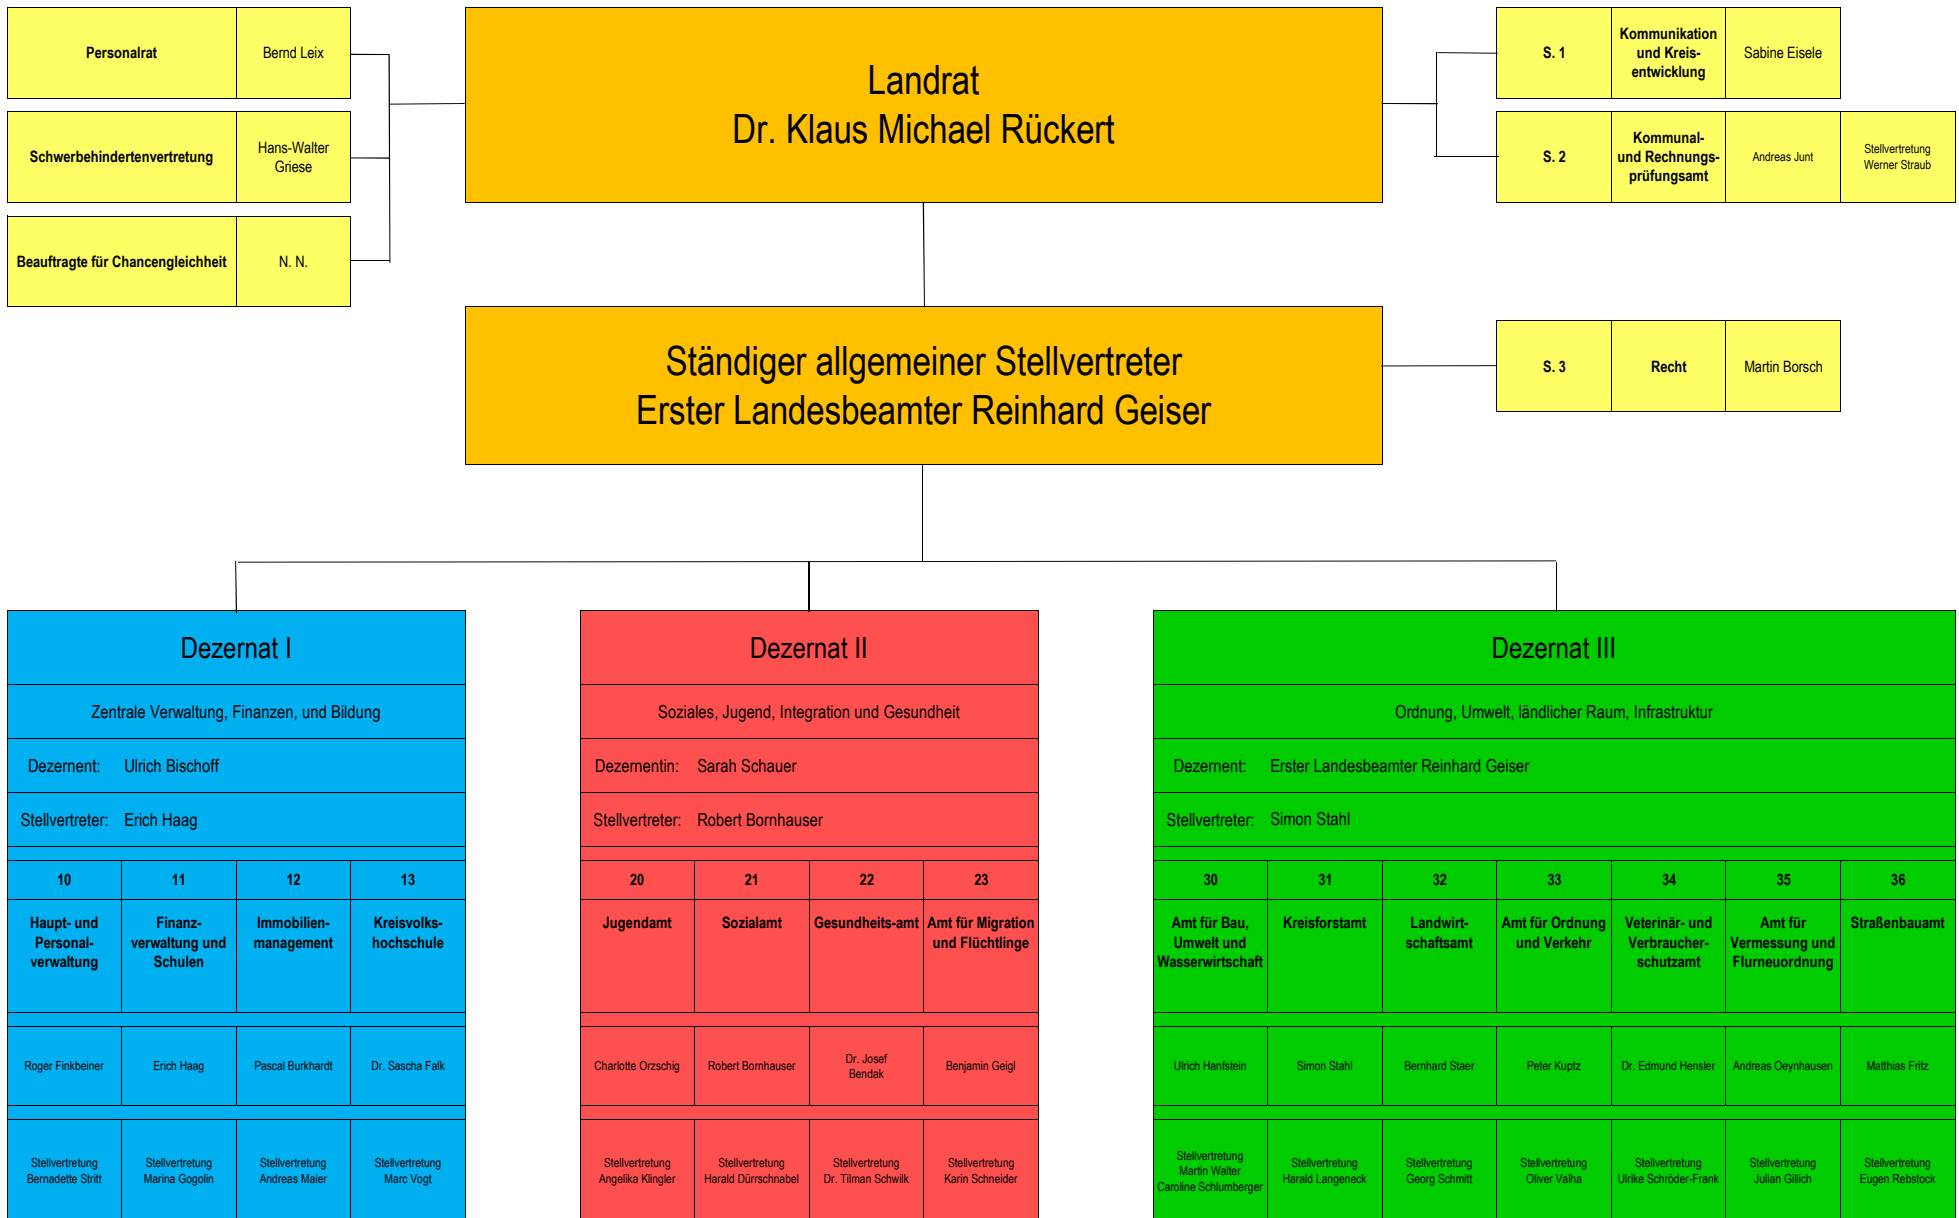 Personalrat
Bernd Leix
Schwerbehindertenvertretung
Hans-Walter
Griese
Beauftragte für Chancengleichheit
N. N.
Landrat
Dr. Klaus Michael Rückert
S. 1
Kommunikation
und Kreis-
entwicklung
Sabine Eisele
S. 2
Kommunal-
und Rechnungs-
prüfungsamt
Andreas Junt
Stellvertretung
Werner Straub
Ständiger allgemeiner Stellvertreter
Erster Landesbeamter Reinhard Geiser
S. 3
Recht
Martin Borsch
Dezernat I
Zentrale Verwaltung, Finanzen, und Bildung
Dezernent: Ulrich Bischoff
Stellvertreter: Erich Haag
10
11
12
13
Haupt- und
Personal-
verwaltung
Finanz-
verwaltung und
Schulen
Immobilien-
management
Kreisvolks-
hochschule
Roger Finkbeiner
Erich Haag
Pascal Burkhardt
Dr. Sascha Falk
Stellvertretung
Bernadette Stritt
Stellvertretung
Marina Gogolin
Stellvertretung
Andreas Maier
Stellvertretung
Marc Vogt
Dezernat II
Soziales, Jugend, Integration und Gesundheit
Dezernentin: Sarah Schauer
Stellvertreter: Robert Bornhauser
20
21
22
23
Jugendamt
Sozialamt
Gesundheits-amt
Amt für Migration
und Flüchtlinge
Charlotte Orzschig
Robert Bornhauser
Dr. Josef
Bendak
Benjamin Geigl
Stellvertretung
Angelika Klingler
Stellvertretung
Harald Dürrschnabel
Stellvertretung
Dr. Tilman Schwilk
Stellvertretung
Karin Schneider
Dezernat III
Ordnung, Umwelt, ländlicher Raum, Infrastruktur
Dezernent: Erster Landesbeamter Reinhard Geiser
Stellvertreter: Simon Stahl
30
31
32
33
34
35
36
Amt für Bau,
Umwelt und
Wasserwirtschaft
Kreisforstamt
Landwirt-
schaftsamt
Amt für Ordnung
und Verkehr
Veterinär- und
Verbraucher-
schutzamt
Amt für
Vermessung und
Flurneuordnung
Straßenbauamt
Ulrich Hanfstein
Simon Stahl
Bernhard Staer
Peter Kuptz
Dr. Edmund Hensler
Andreas Oeynhausen
Matthias Fritz
Stellvertretung
Martin Walter
Caroline Schlumberger
Stellvertretung
Harald Langeneck
Stellvertretung
Georg Schmitt
Stellvertretung
Oliver Valha
Stellvertretung
Ulrike Schröder-Frank
Stellvertretung
Julian Gillich
Stellvertretung
Eugen Rebstock